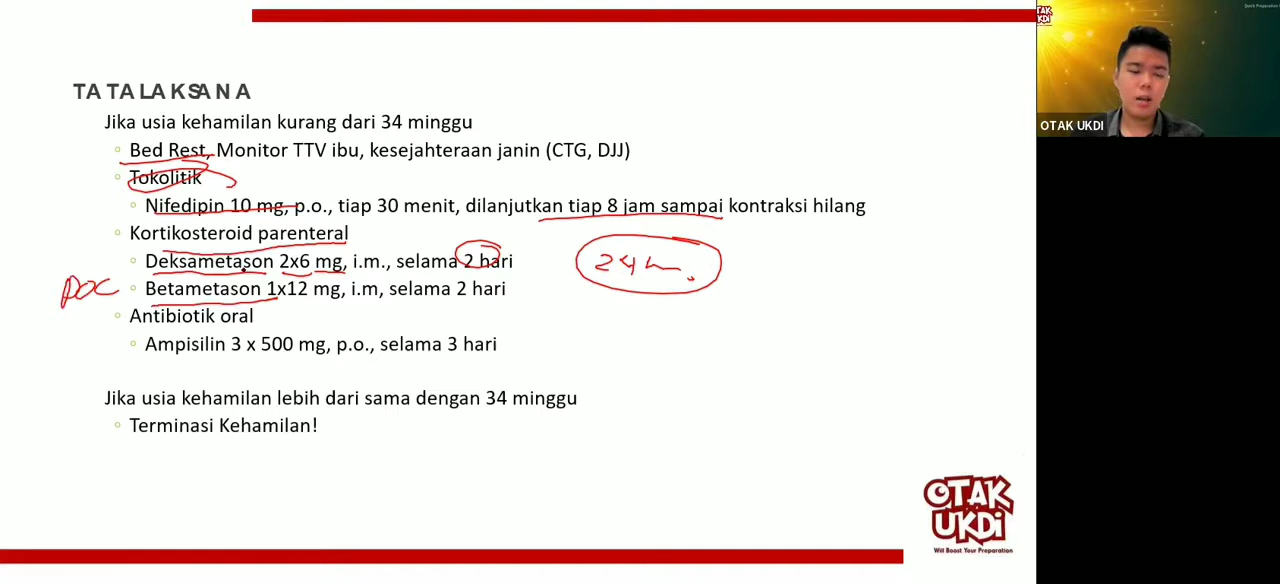 TATALAKSANA
Jika usia kehamilan kurang dari 34 minggu
Bed Rest, Monitor TTV ibu, kesejahteraan janin (CTG, DJJ)
Tokolitik
Nifedipin 10 mg, p.o., tiap 30 menit, dilanjutkan tiap 8 jam sampai kontraksi hilang
Kortikosteroid parenteral
Deksametason 2x6 mg, i.m., selama 2 hari
DOC
Betametason 1x12 mg, i.m, selama 2 hari
Antibiotik oral
Ampisilin 3 x 500 mg, p.o., selama 3 hari
Jika usia kehamilan lebih dari sama dengan 34 minggu
Terminasi Kehamilan!
OTAK
UKDI
Will Boost Your Preparation
OTAK UKDI